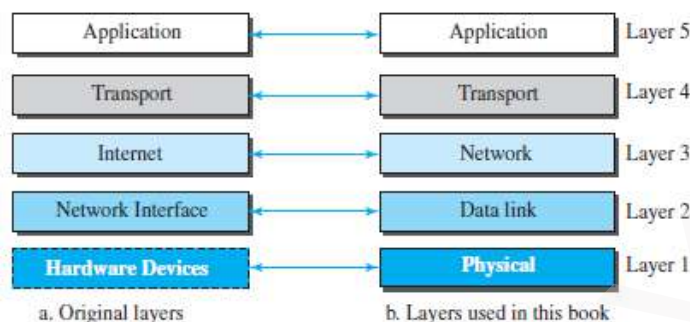 Application Application Layer 5
Transport Transport Layer 4
Internet Network Layer 3
Network Interface Data link Layer 2
Hardware Devices Physical Layer 1
a. Original layers b. Layers used in this book